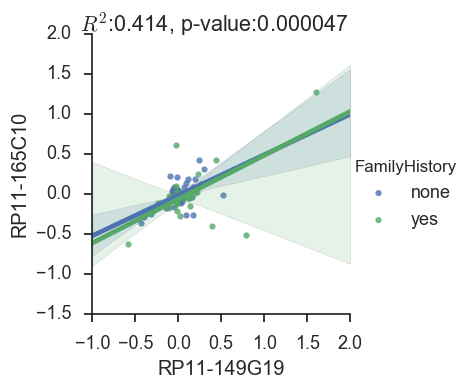 R²:0.414, p-value:0.000047
2.0
1.5
1.0
0.5
0.0
−0.5
−1.0
−1.5
RP11-165C10
FamilyHistory
none
yes
−1.0 −0.5 0.0 0.5 1.0 1.5 2.0
RP11-149G19